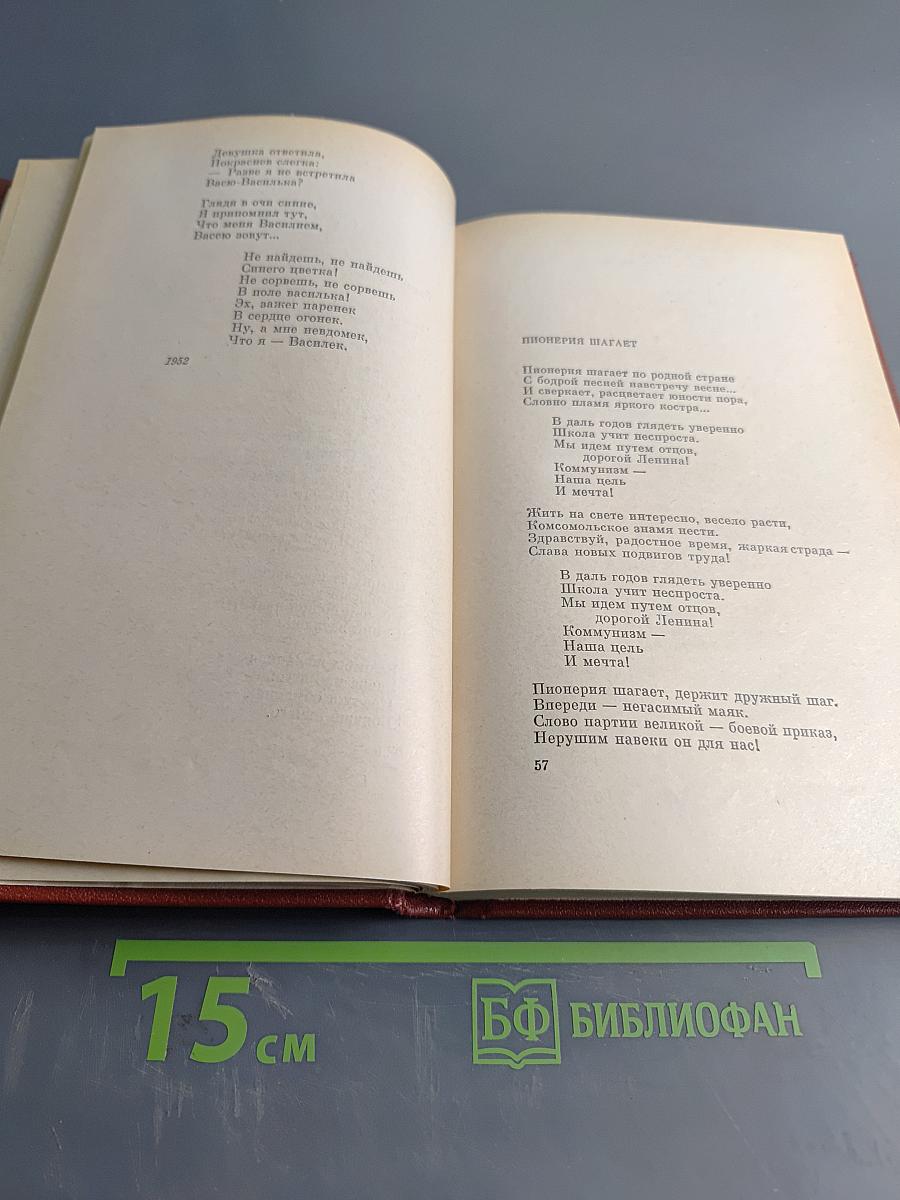 Девушка ответила,
Покраснев слегка:
— Разве я не встретила
Васю-Василька?
Глядя в очи синие,
Я припомнил тут,
Что меня Василием,
Васею зовут...
Не найдешь, не найдешь
Синего цветка!
Не сорвешь, не сорвешь
В поле василька!
Эх, зажег паренек
В сердце огонек.
Ну, а мне невдомек,
Что я — Василек.
1952
ПИОНЕРИЯ ШАГАЕТ
Пионерия шагает по родной стране
С бодрой песней навстречу весне...
И сверкает, расцветает юности пора,
Словно пламя яркого костра...
В даль годов глядеть уверенно
Школа учит неспроста.
Мы идем путем отцов,
дорогой Ленина!
Коммунизм —
Наша цель
И мечта!
Жить на свете интересно, весело расти,
Комсомольское знамя нести.
Здравствуй, радостное время, жаркая страда —
Слава новых подвигов труда!
В даль годов глядеть уверенно
Школа учит неспроста.
Мы идем путем отцов,
дорогой Ленина!
Коммунизм —
Наша цель
И мечта!
Пионерия шагает, держит дружный шаг.
Впереди — негасимый маяк.
Слово партии великой — боевой приказ,
Нерушим навеки он для нас!
57
15 см
БФ БИБЛИОФАН